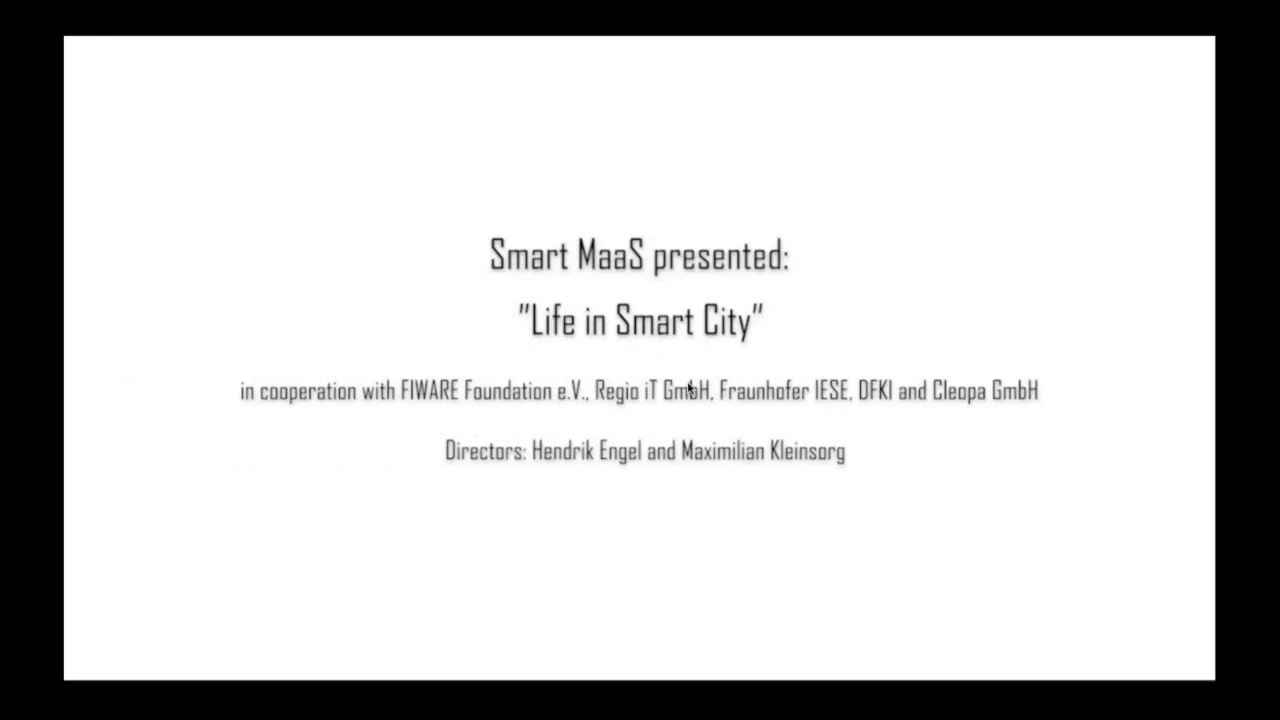 Smart MaaS presented:
"Life in Smart City"
in cooperation with FIWARE Foundation e.V., Regio iT GmbH, Fraunhofer IESE, DFKI and Cleopa GmbH
Directors: Hendrik Engel and Maximilian Kleinsorg